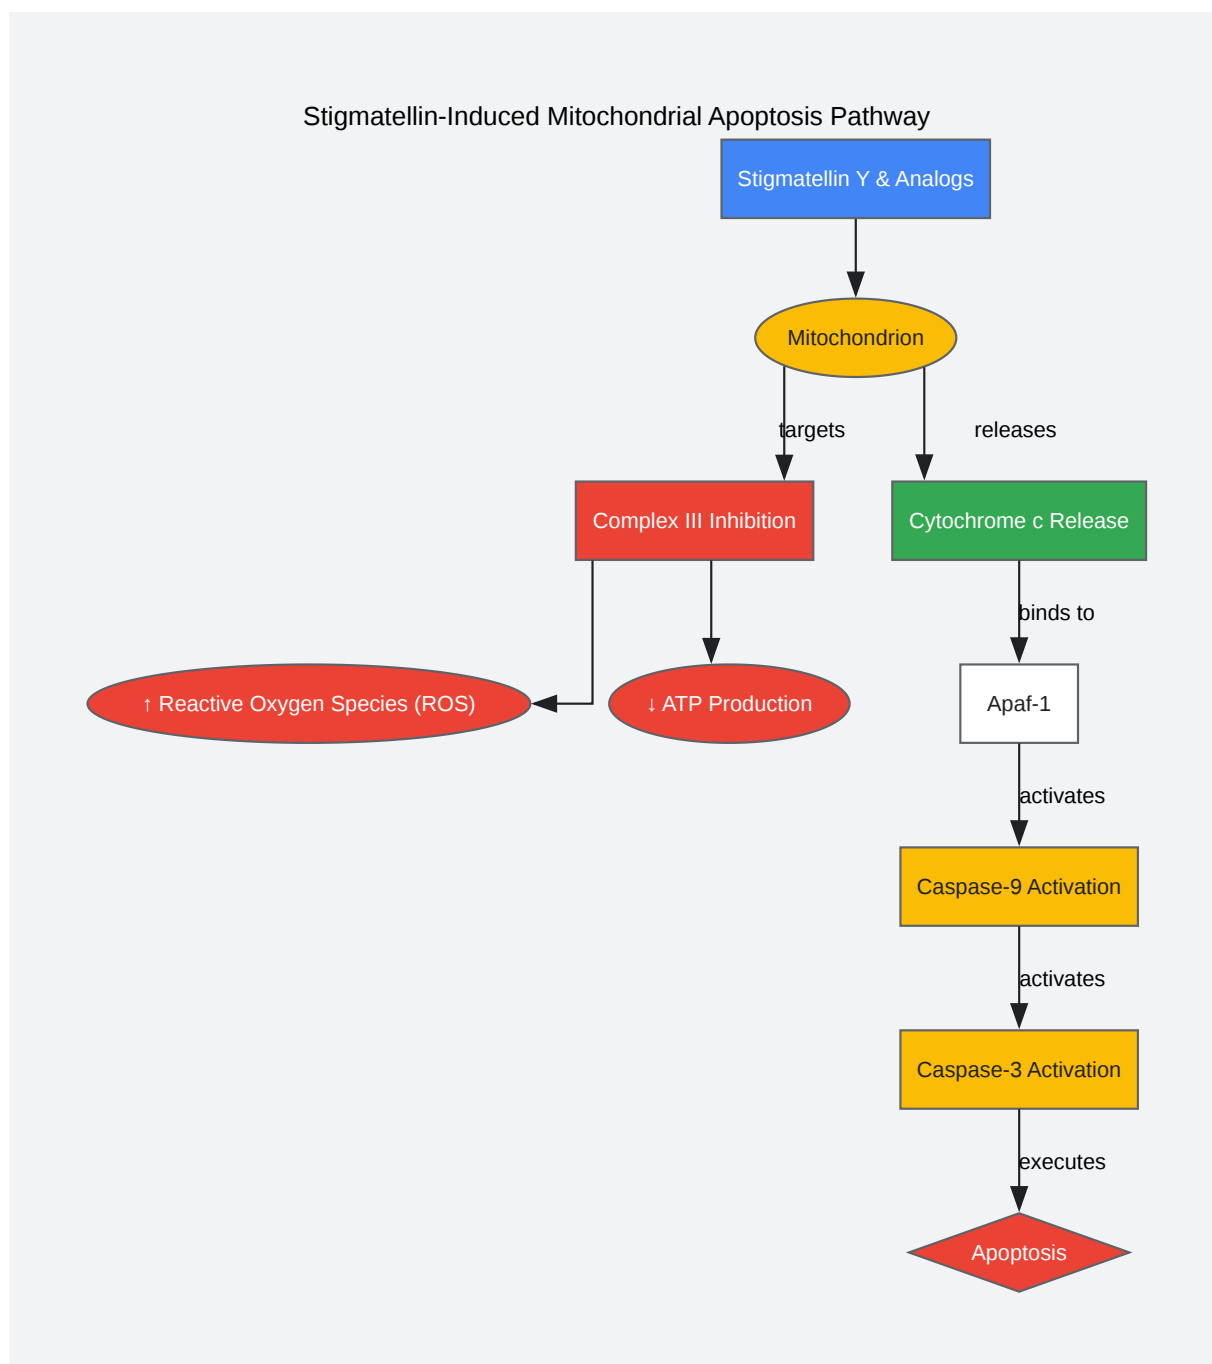 Stigmatellin-Induced Mitochondrial Apoptosis Pathway
Stigmatellin Y & Analogs
Mitochondrion
targets
releases
Complex III Inhibition
Cytochrome c Release
binds to
↑ Reactive Oxygen Species (ROS)
↓ ATP Production
Apaf-1
activates
Caspase-9 Activation
activates
Caspase-3 Activation
executes
Apoptosis